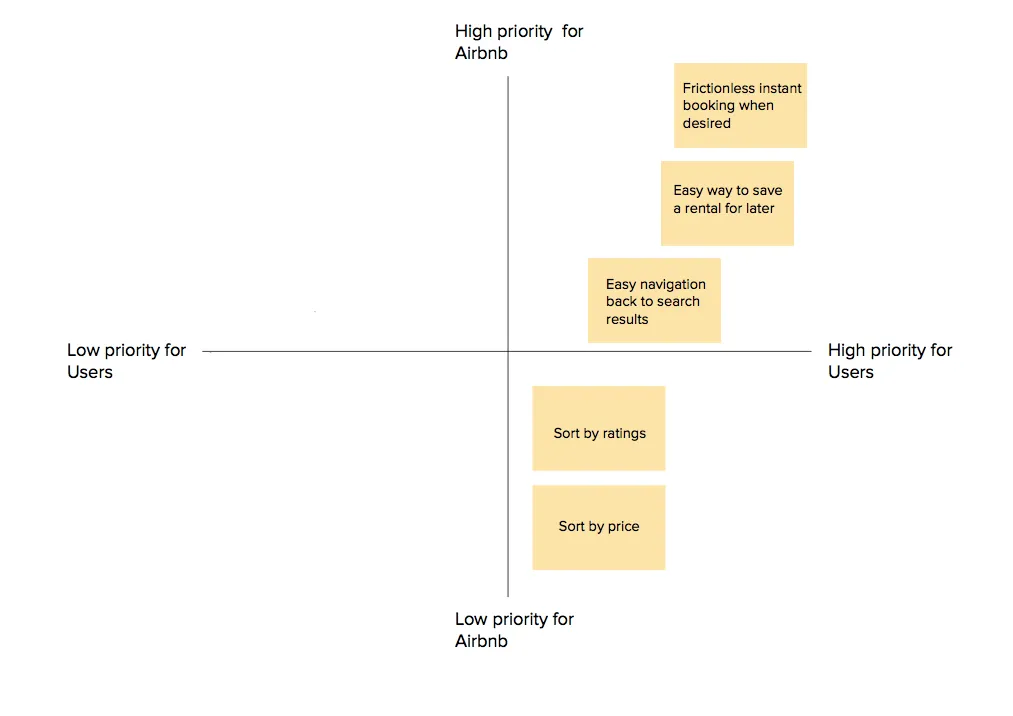 High priority  for
Airbnb
Frictionless instant
booking when
desired
Easy way to save
a rental for later
Easy navigation
back to search
results
Low priority for
Users
High priority for
Users
Sort by ratings
Sort by price
Low priority for
Airbnb